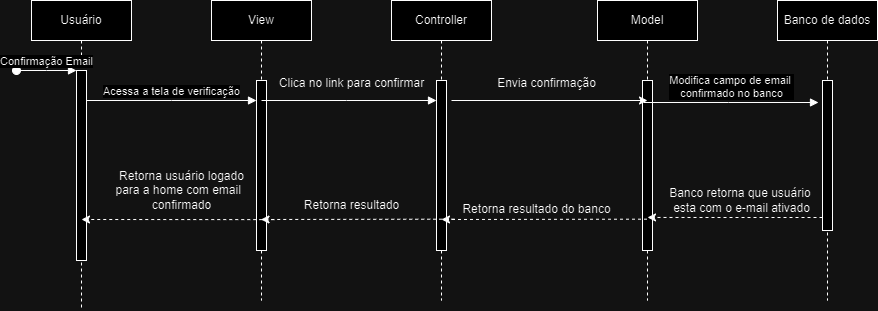 Usuário
View
Controller
Model
Banco de dados
Confirmação Email
Acessa a tela de verificação
Clica no link para confirmar
Envia confirmação
Modifica campo de email
confirmado no banco
Retorna usuário logado
para a home com email
confirmado
Retorna resultado
Retorna resultado do banco
Banco retorna que usuário
esta com o e-mail ativado